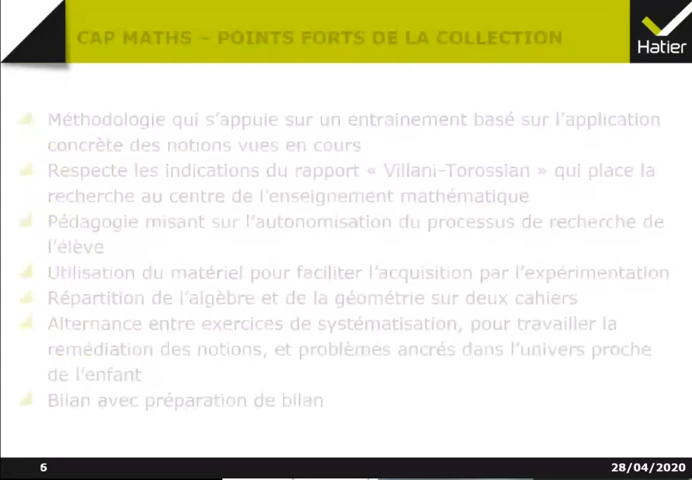 CAP MATHS – POINTS FORTS DE LA COLLECTION
Hatier
Méthodologie qui s’appuie sur un entrainement basé sur l’application
concrète des notions vues en cours
Respecte les indications du rapport « Villani-Torossian » qui place la
recherche au centre de l’enseignement mathématique
Pédagogie misant sur l’autonomisation du processus de recherche de
l’élève
Utilisation du matériel pour faciliter l’acquisition par l’expérimentation
Répartition de l’algèbre et de la géométrie sur deux cahiers
Alternance entre exercices de systématisation, pour travailler la
remédiation des notions, et problèmes ancrés dans l’univers proche
de l’enfant
Bilan avec préparation de bilan
6
28/04/2020